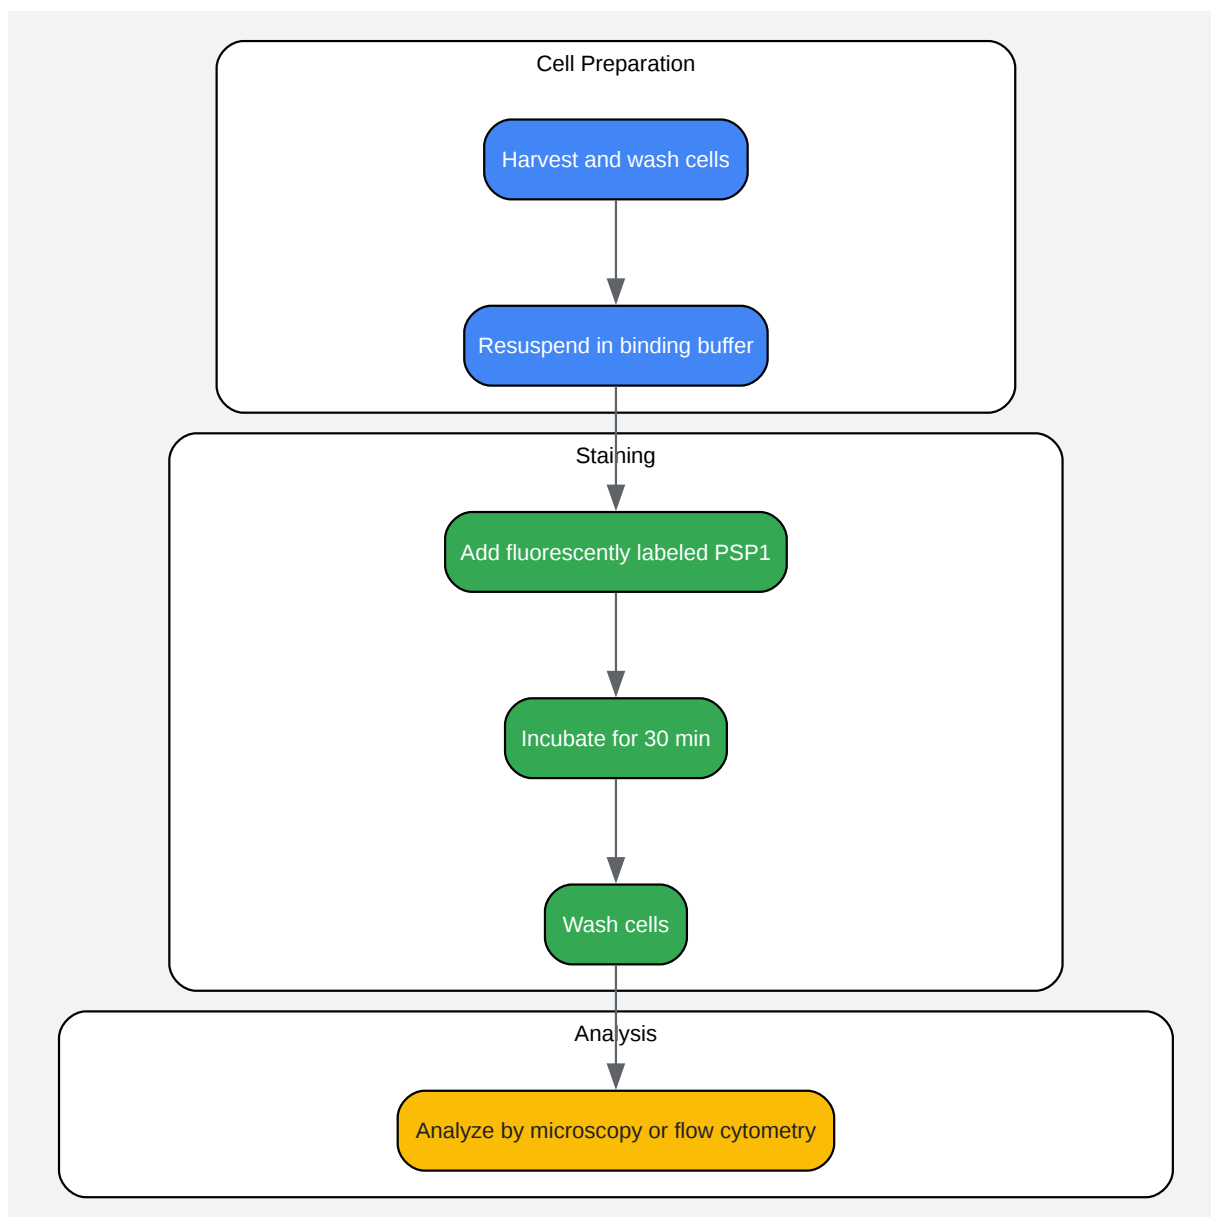 Cell Preparation
Harvest and wash cells
Resuspend in binding buffer
Staining
Add fluorescently labeled PSP1
Incubate for 30 min
Wash cells
Analysis
Analyze by microscopy or flow cytometry